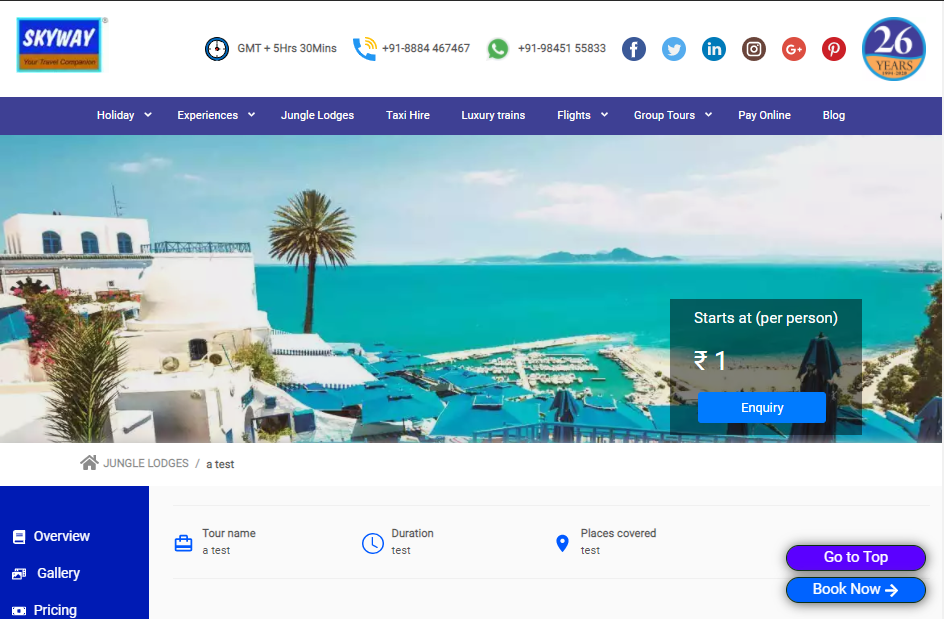 SKYWAY
®
Your Travel Companion
GMT + 5Hrs 30Mins
+91-8884 467467
+91-98451 55833
f
in
G+
26
YEARS
1994-2020
Holiday
Experiences
Jungle Lodges
Taxi Hire
Luxury trains
Flights
Group Tours
Pay Online
Blog
Starts at (per person)
₹ 1
Enquiry
JUNGLE LODGES / a test
Overview
Gallery
Pricing
Tour name
a test
Duration
test
Places covered
test
Go to Top
Book Now